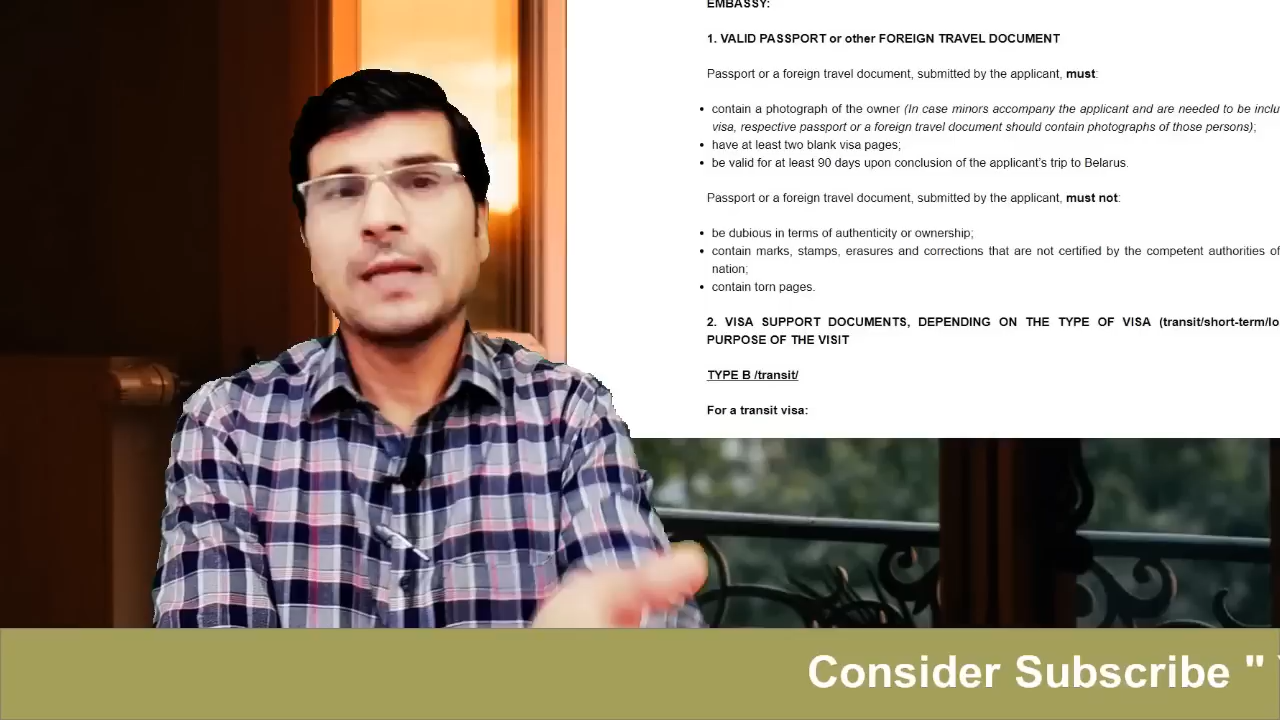 EMBASSY:
1. VALID PASSPORT or other FOREIGN TRAVEL DOCUMENT
Passport or a foreign travel document, submitted by the applicant, must:
• contain a photograph of the owner (In case minors accompany the applicant and are needed to be inclu
visa, respective passport or a foreign travel document should contain photographs of those persons);
• have at least two blank visa pages;
• be valid for at least 90 days upon conclusion of the applicant's trip to Belarus.
Passport or a foreign travel document, submitted by the applicant, must not:
• be dubious in terms of authenticity or ownership;
• contain marks, stamps, erasures and corrections that are not certified by the competent authorities of
nation;
• contain torn pages.
2. VISA SUPPORT DOCUMENTS, DEPENDING ON THE TYPE OF VISA (transit/short-term/lo
PURPOSE OF THE VISIT
TYPE B /transit/
For a transit visa:
Consider Subscribe "